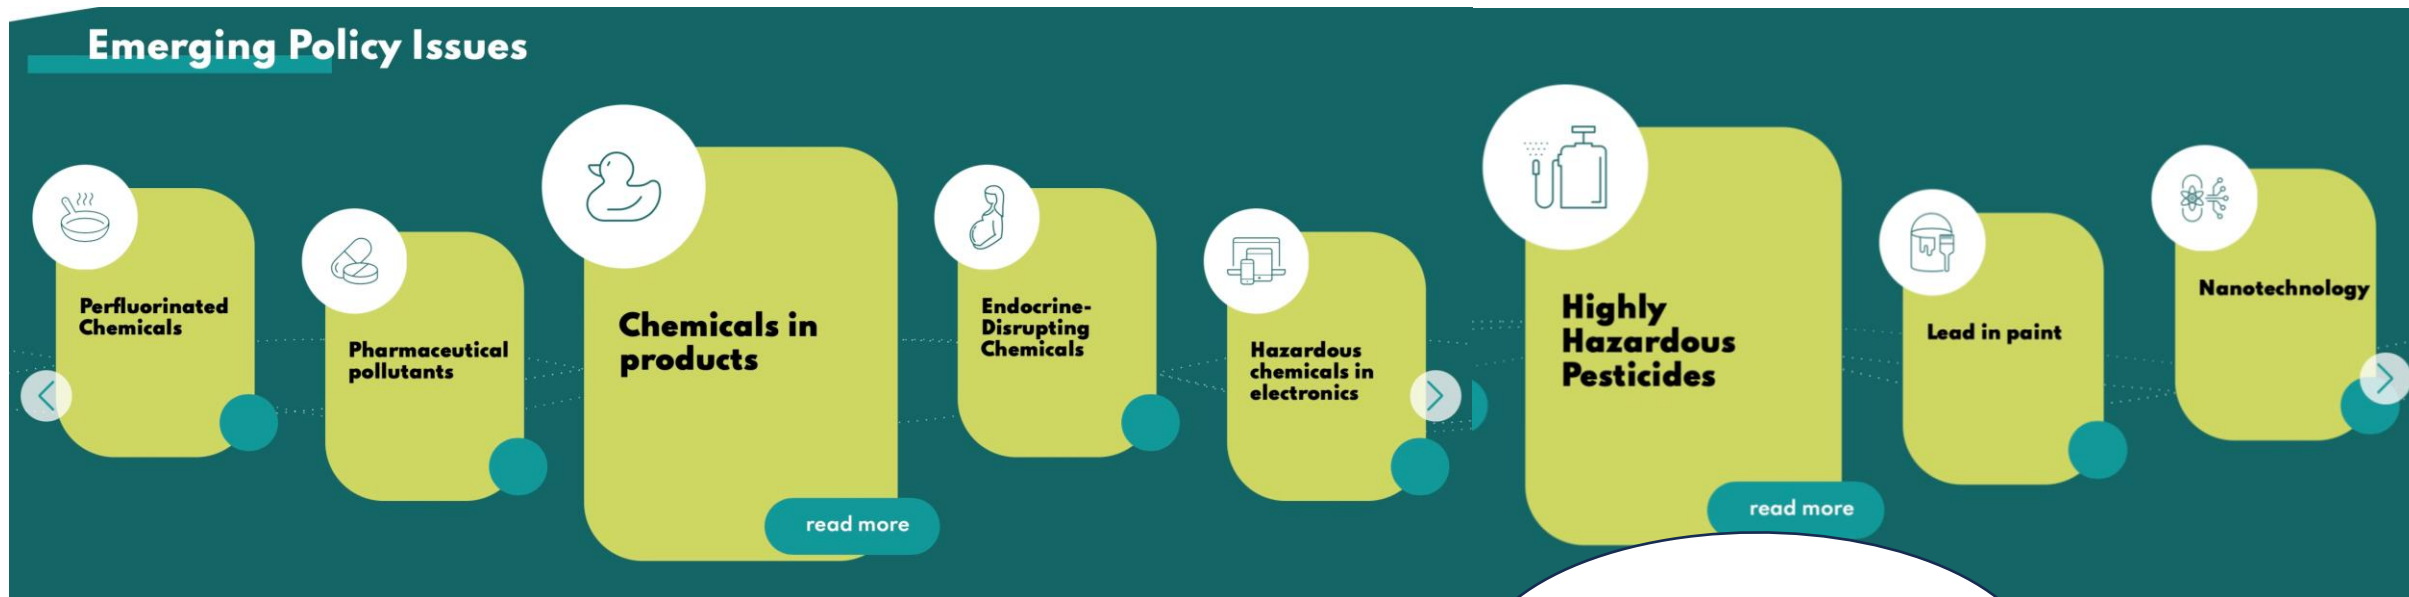 Emerging Policy Issues
Perfluorinated
Chemicals
Pharmaceutical
pollutants
Chemicals in
products
read more
Endocrine-
Disrupting
Chemicals
Hazardous
chemicals in
electronics
Highly
Hazardous
Pesticides
read more
Lead in paint
Nanotechnology